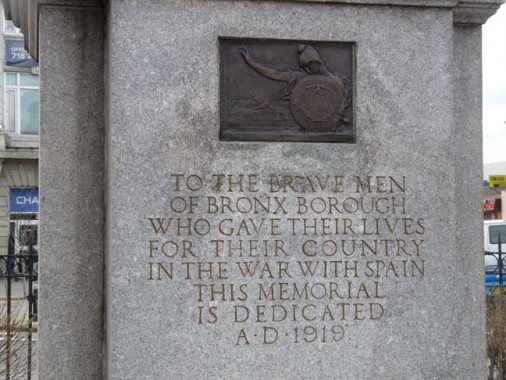 TO THE BRAVE MEN
OF BRONX BOROUGH
WHO GAVE THEIR LIVES
FOR THEIR COUNTRY
IN THE WAR WITH SPAIN
THIS MEMORIAL
IS DEDICATED
A·D·1919·
CHA